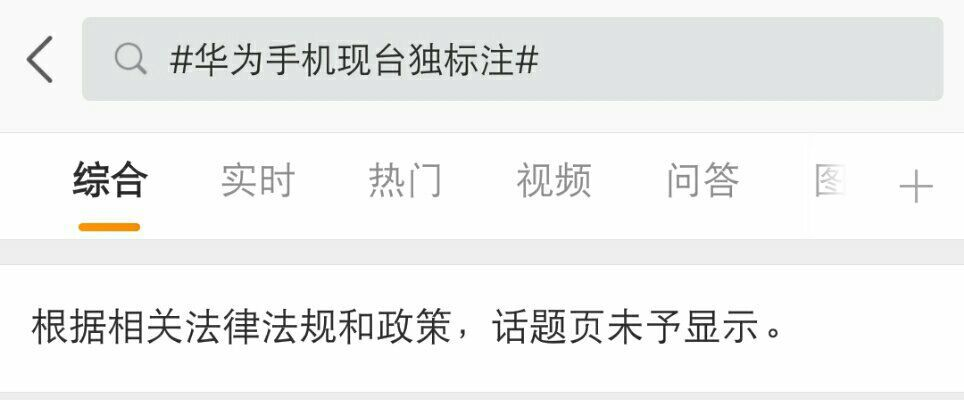 #华为手机现台独标注#
综合 实时 热门 视频 问答 图
根据相关法律法规和政策，话题页未予显示。